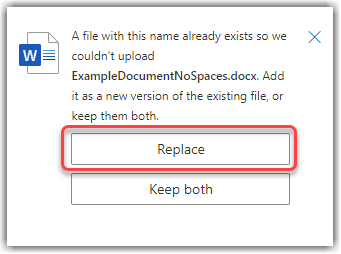 A file with this name already exists so we
couldn't upload
ExampleDocumentNoSpaces.docx. Add
it as a new version of the existing file, or
keep them both.
Replace
Keep both